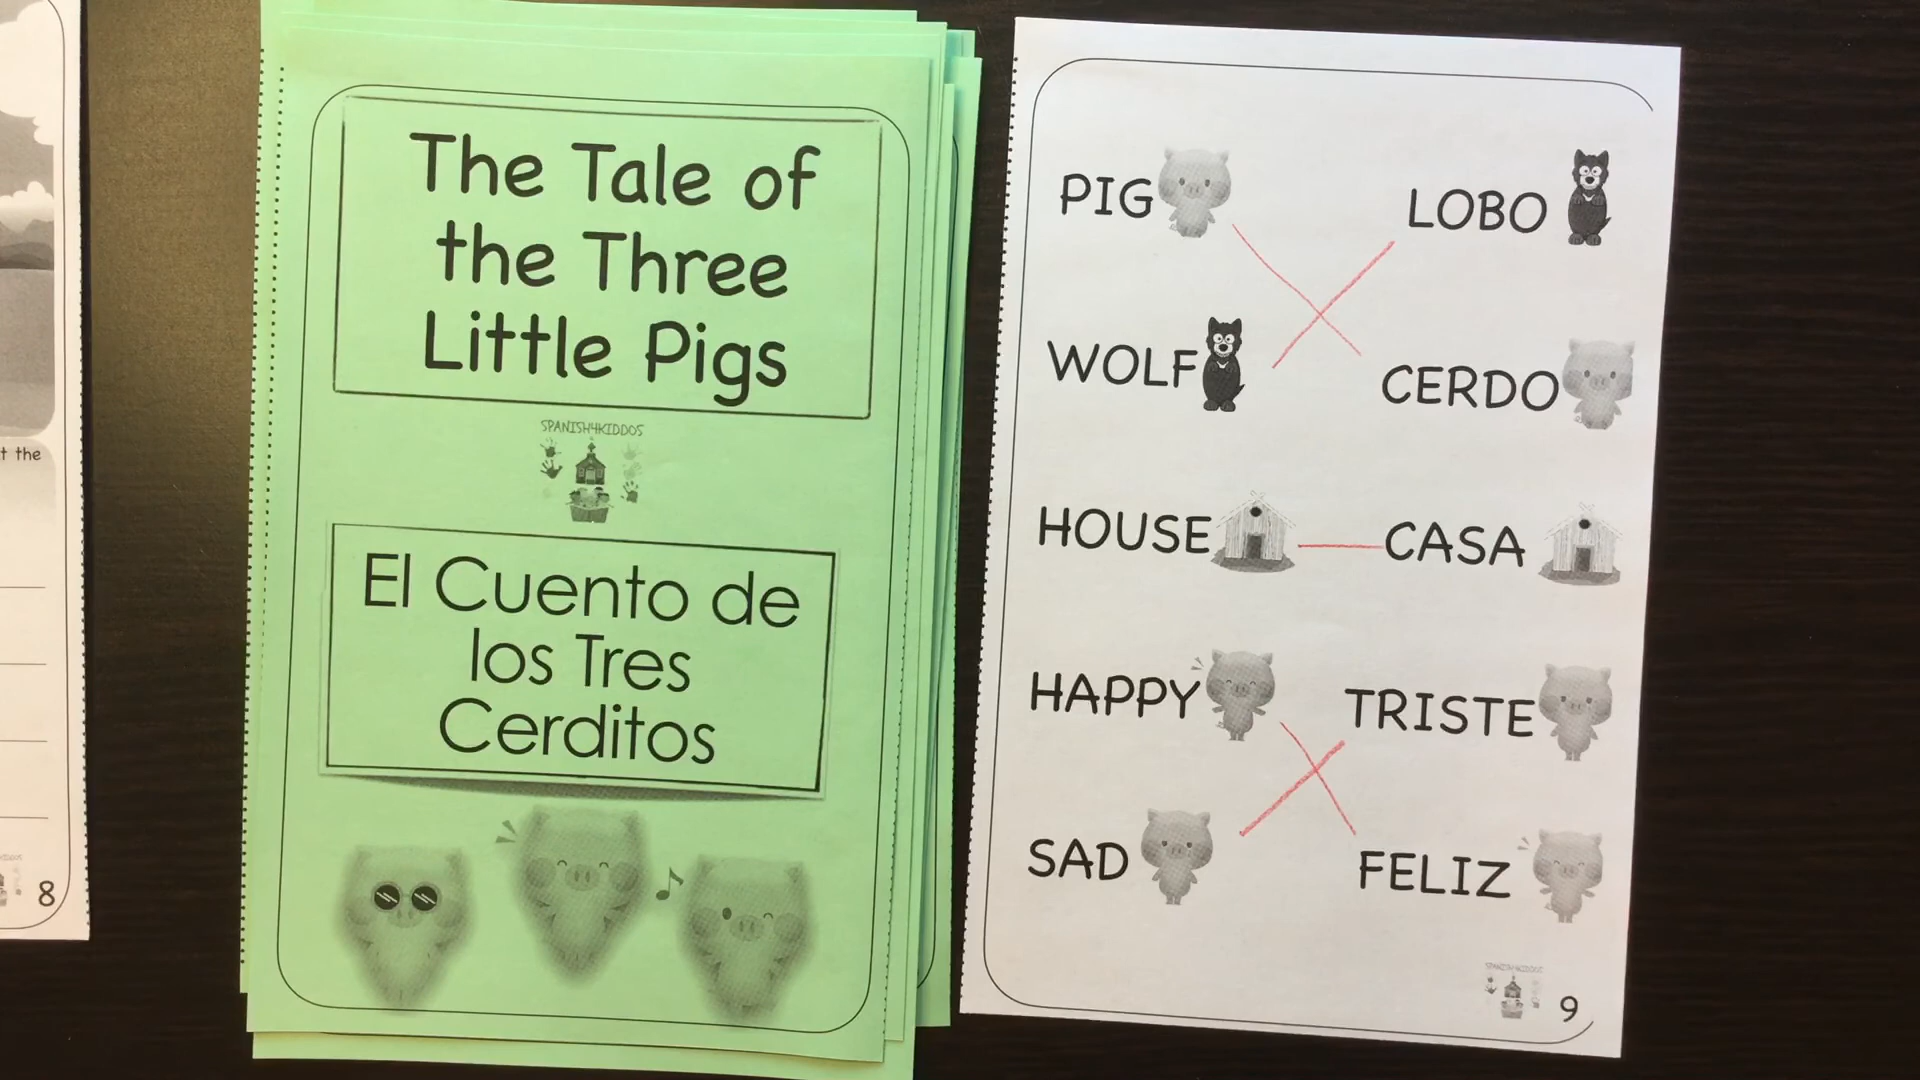 t the
8
The Tale of
the Three
Little Pigs
SPANISH4KIDDOS
El Cuento de
los Tres
Cerditos
PIG LOBO
WOLF CERDO
HOUSE CASA
HAPPY TRISTE
SAD FELIZ
SPANISH4KIDDOS
9